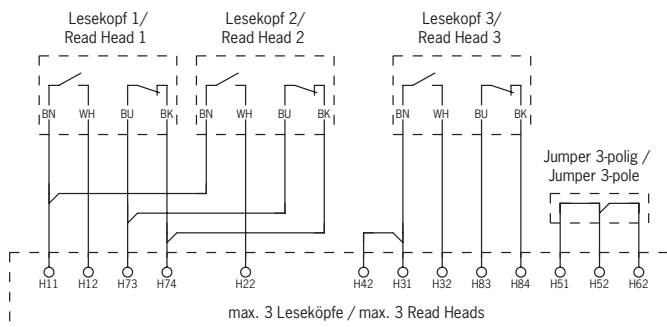 Lesekopf 1/ Lesekopf 2/ Lesekopf 3/
Read Head 1 Read Head 2 Read Head 3
BN WH BU BK BN WH BU BK BN WH BU BK
Jumper 3-polig /
Jumper 3-pole
H11 H12 H73 H74 H22 H42 H31 H32 H83 H84 H51 H52 H62
max. 3 Leseköpfe / max. 3 Read Heads